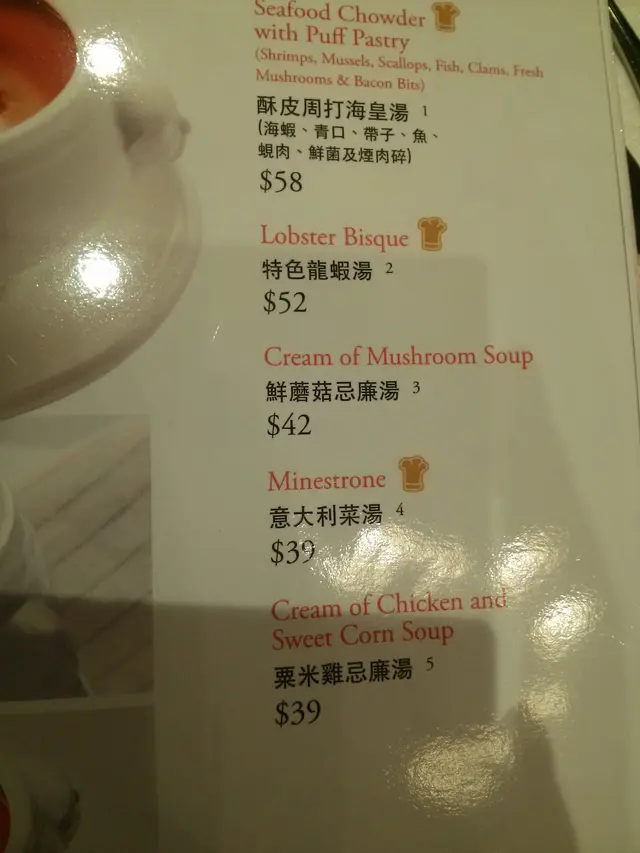 Seafood Chowder
with Puff Pastry
(Shrimps, Mussels, Scallops, Fish, Clams, Fresh
Mushrooms & Bacon Bits)
酥皮周打海皇湯 1
(海蝦、青口、帶子、魚、
蜆肉、鮮菌及煙肉碎)
$58
Lobster Bisque
特色龍蝦湯 2
$52
Cream of Mushroom Soup
鮮蘑菇忌廉湯 3
$42
Minestrone
意大利菜湯 4
$39
Cream of Chicken and
Sweet Corn Soup
粟米雞忌廉湯 5
$39